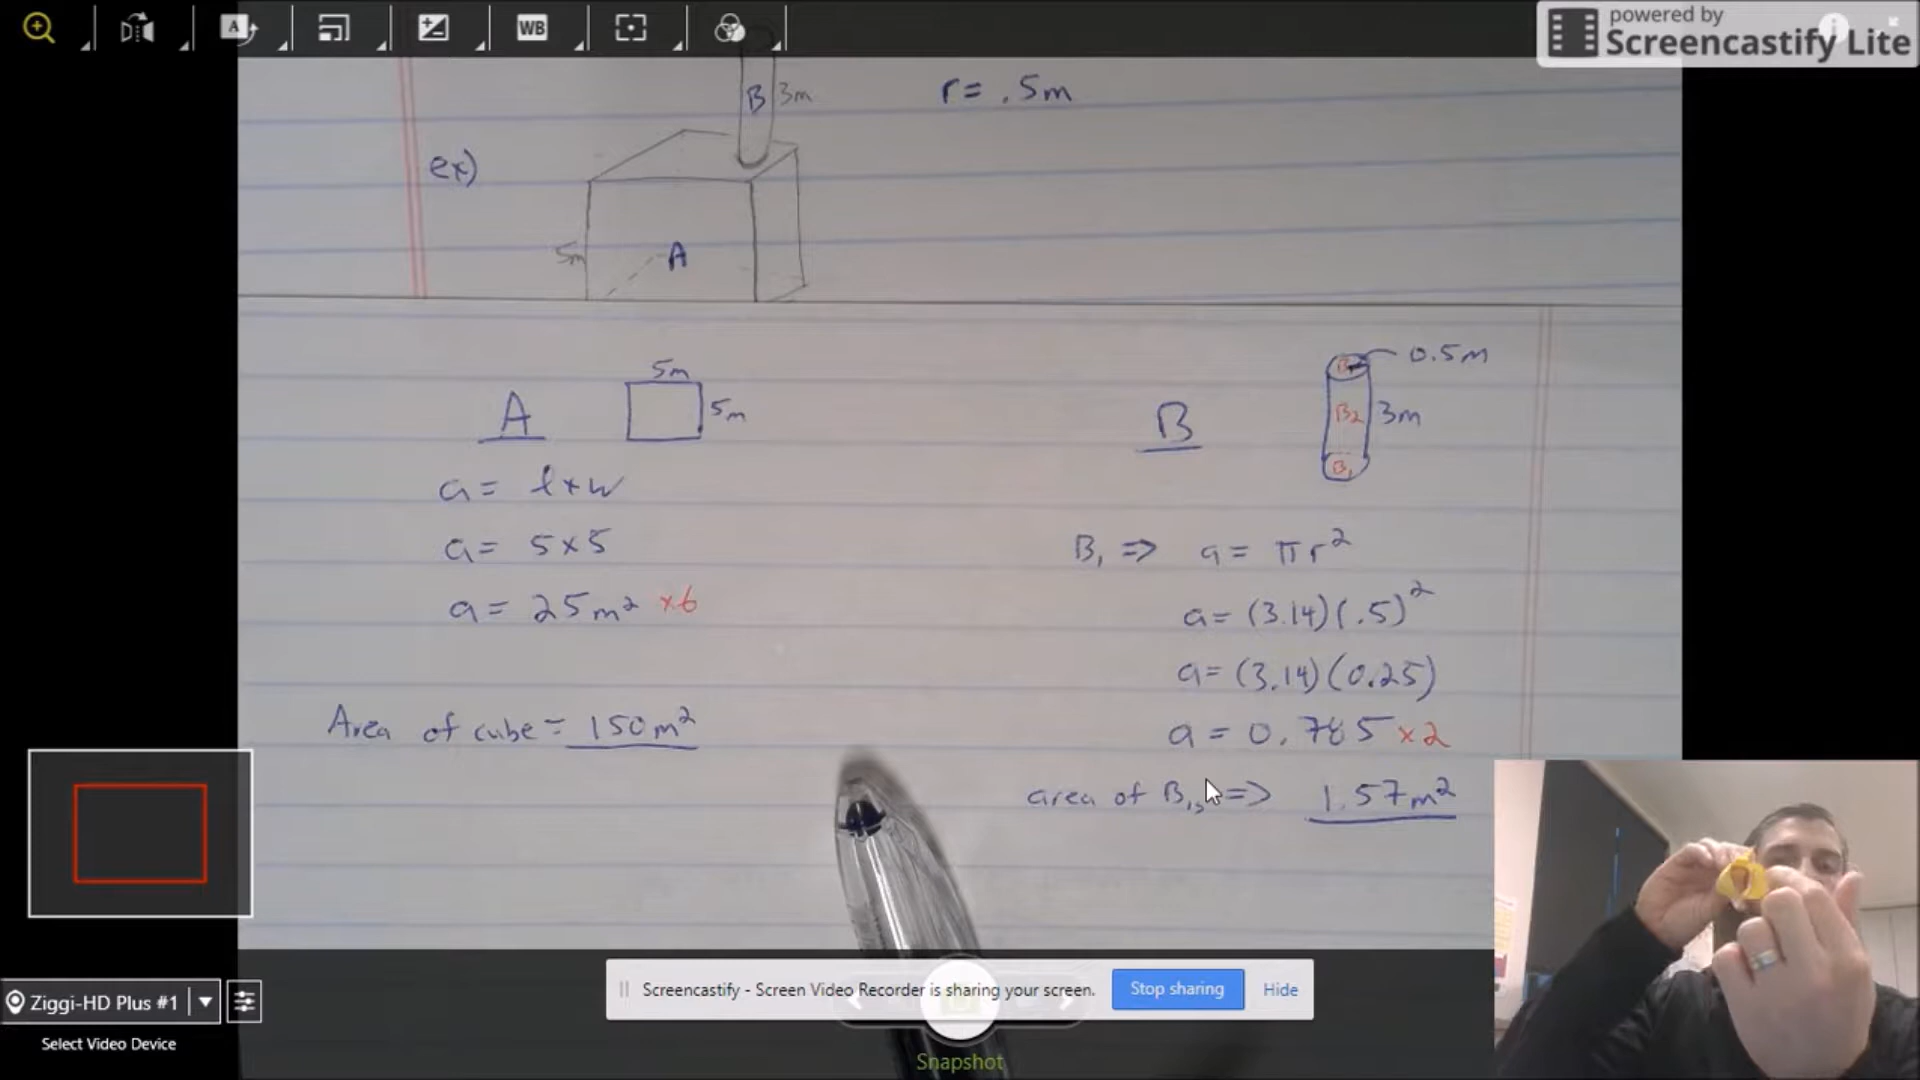 A
WB
powered by
Screencastify Lite
B 3m
r = .5m
ex)
5m
A
5m
5m
A
a = l x w
a = 5 x 5
a = 25m² x6
Area of cube = 150m²
0.5m
B2
3m
B1
B
B1 => a = πr²
a = (3.14)(.5)²
a = (3.14)(0.25)
a = 0.785 x2
area of B1,3 => 1.57m²
Ziggi-HD Plus #1
Select Video Device
Screencastify - Screen Video Recorder is sharing your screen.
Stop sharing
Hide
Snapshot